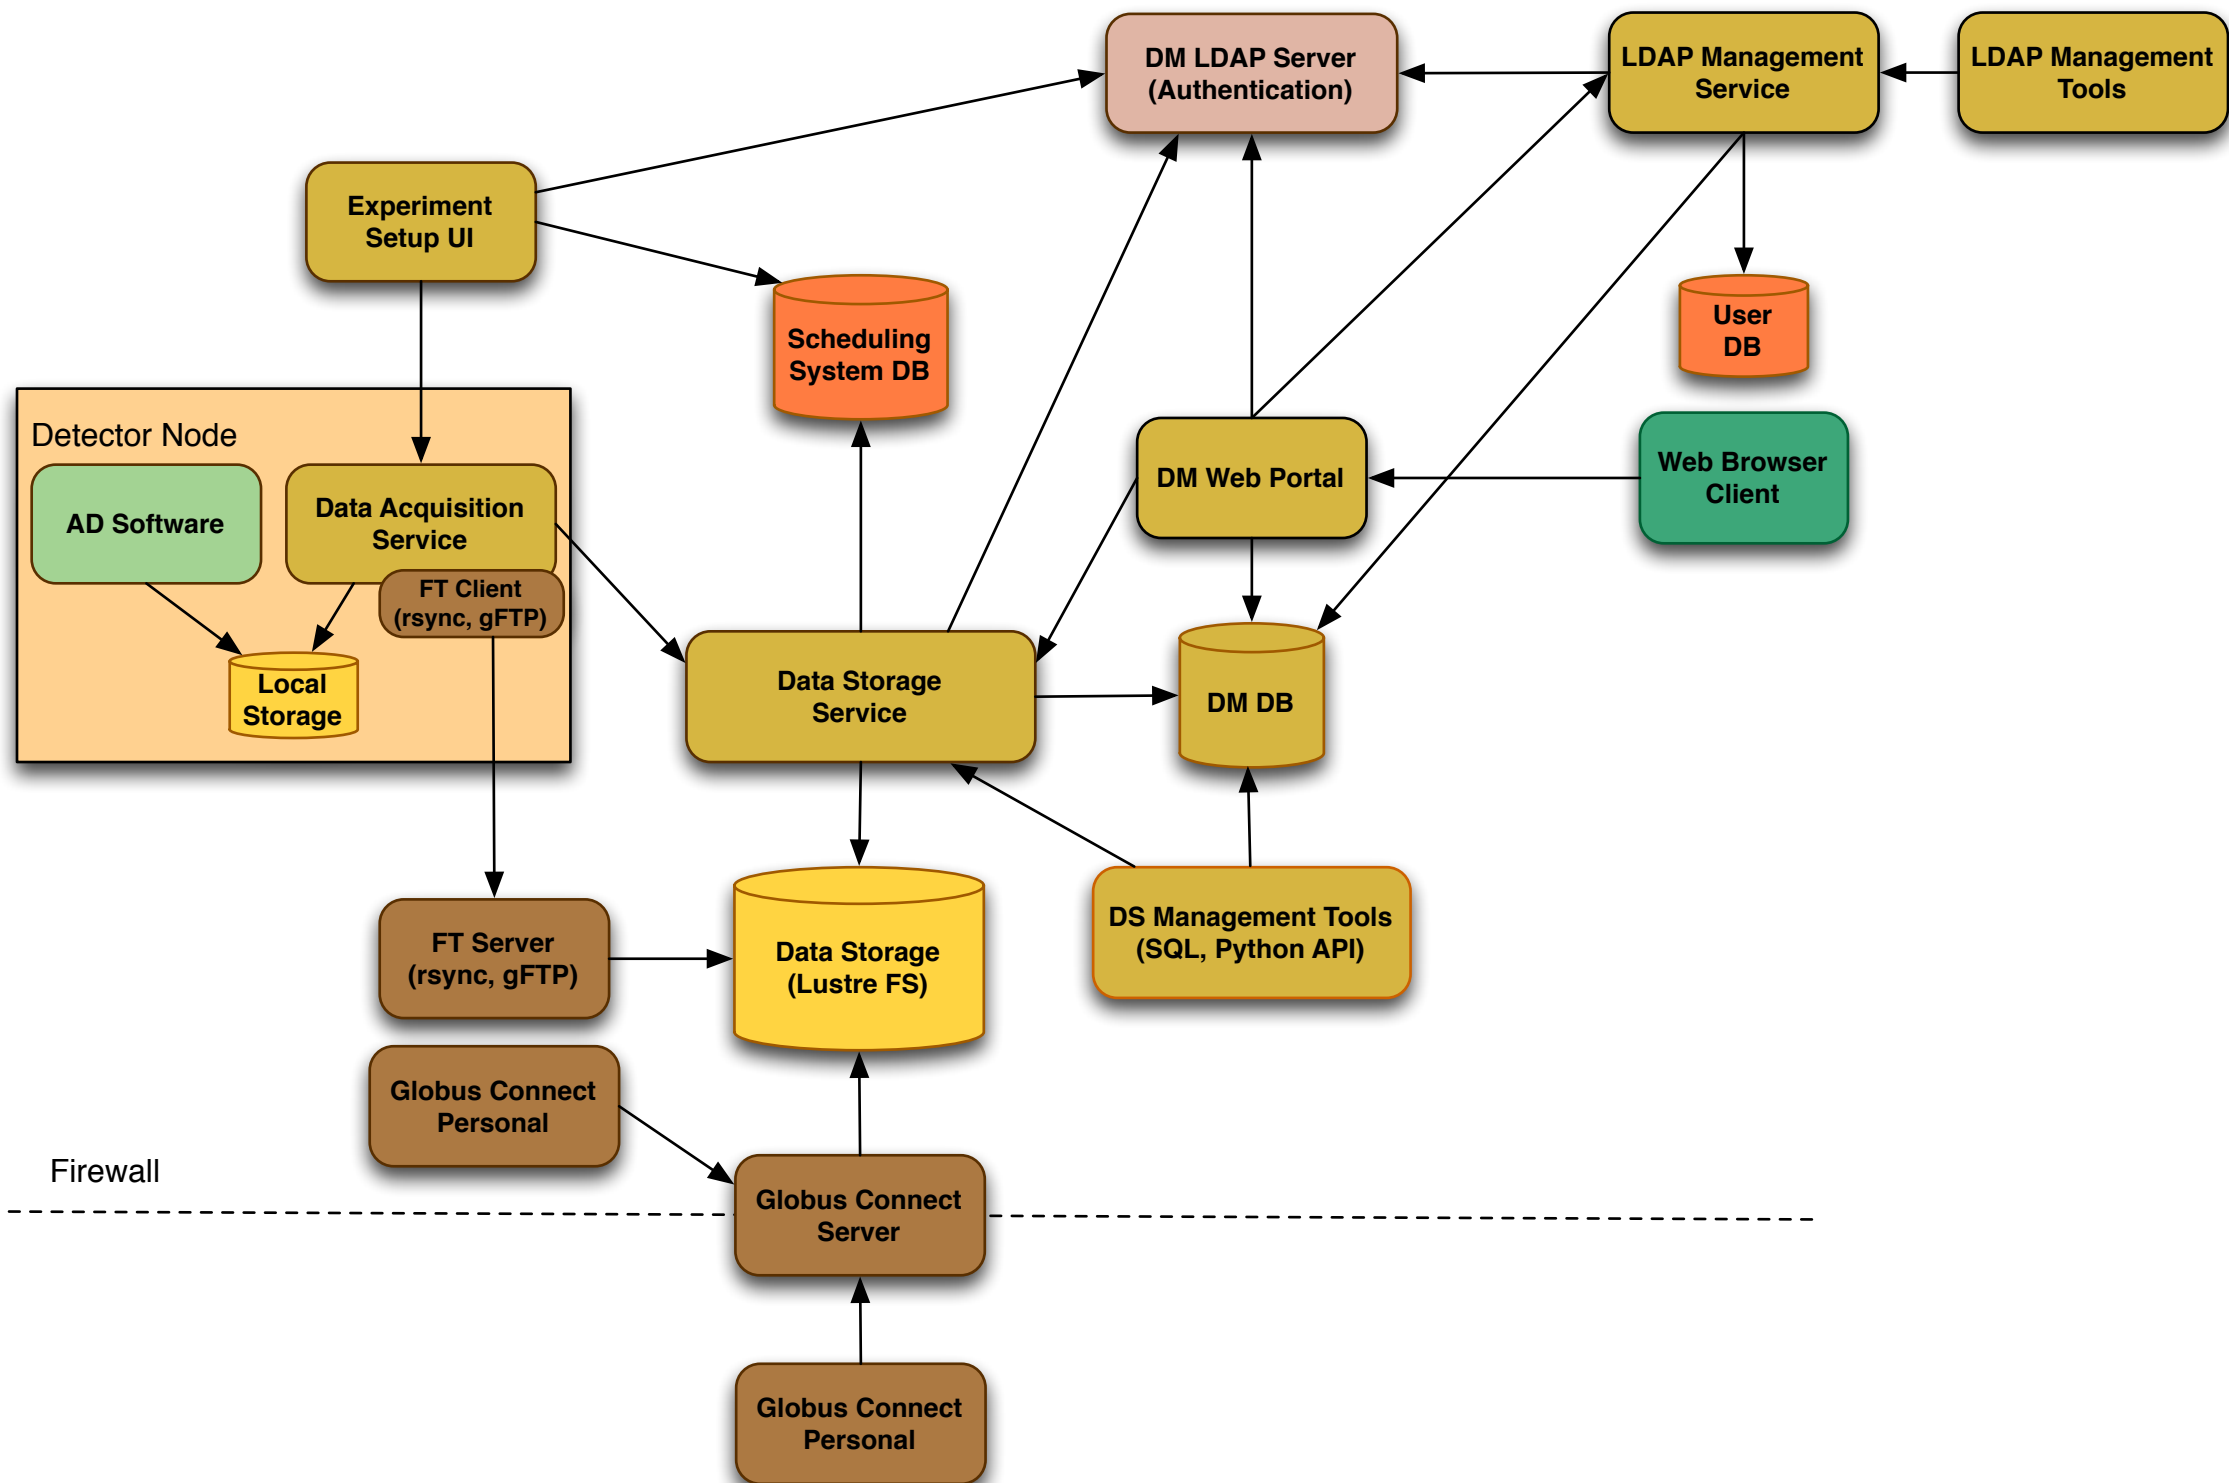 DM LDAP Server
(Authentication)
LDAP Management
Service
LDAP Management
Tools
Experiment
Setup UI
Scheduling
System DB
User
DB
Detector Node
AD Software
Data Acquisition
Service
FT Client
(rsync, gFTP)
Local
Storage
DM Web Portal
Web Browser
Client
Data Storage
Service
DM DB
FT Server
(rsync, gFTP)
Data Storage
(Lustre FS)
DS Management Tools
(SQL, Python API)
Globus Connect
Personal
Firewall
Globus Connect
Server
Globus Connect
Personal